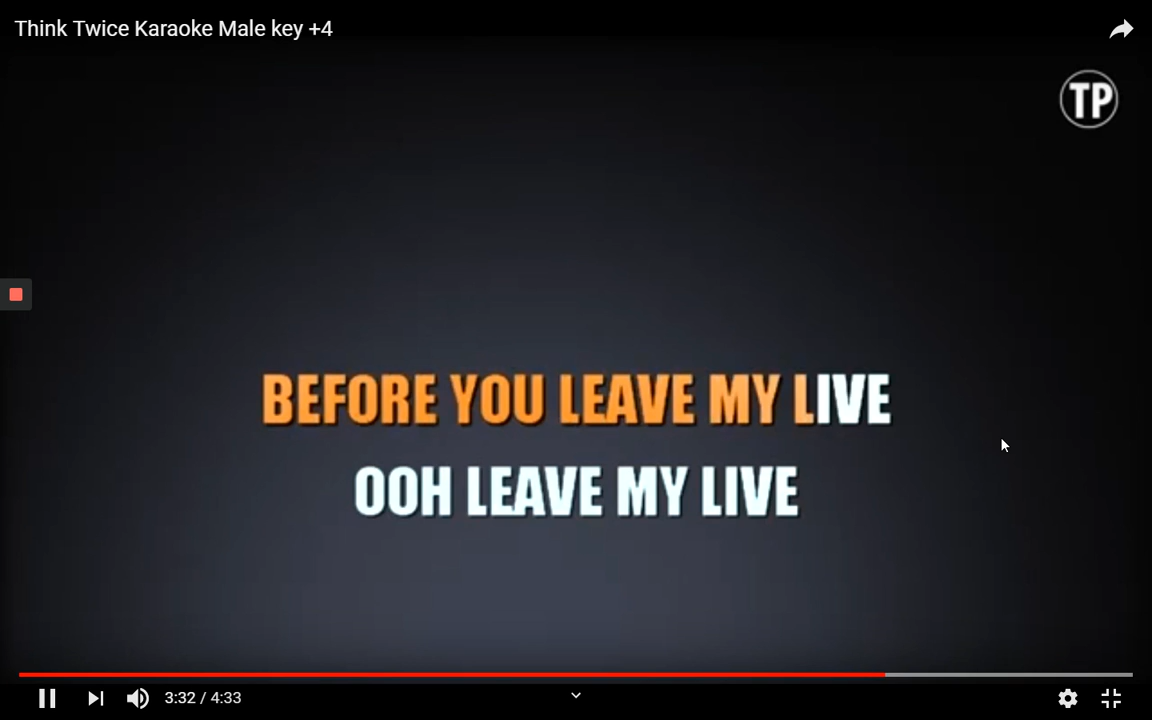 Think Twice Karaoke Male key +4
TP
BEFORE YOU LEAVE MY LIVE
OOH LEAVE MY LIVE
3:32 / 4:33